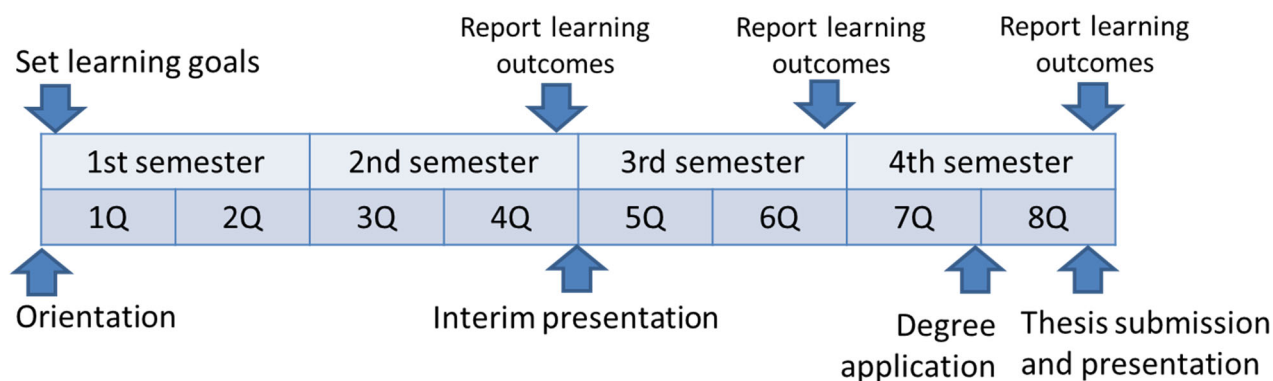 Set learning goals
Report learning
outcomes
Report learning
outcomes
Report learning
outcomes
1st semester
2nd semester
3rd semester
4th semester
1Q
2Q
3Q
4Q
5Q
6Q
7Q
8Q
Orientation
Interim presentation
Degree
application
Thesis submission
and presentation